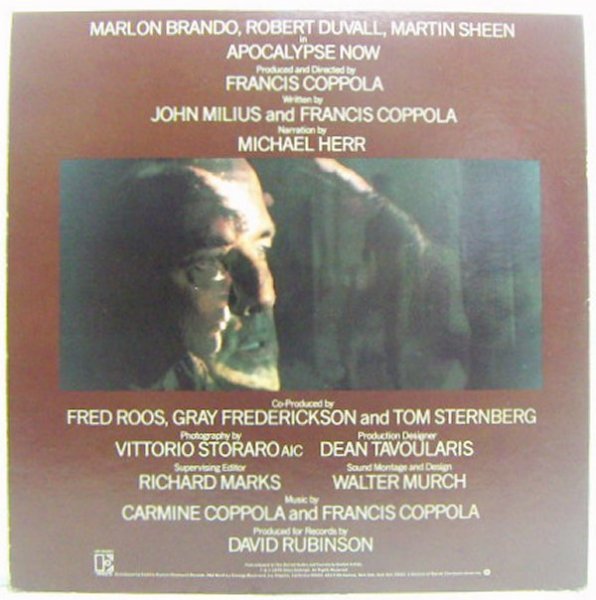 MARLON BRANDO, ROBERT DUVALL, MARTIN SHEEN
in
APOCALYPSE NOW
Produced and Directed by
FRANCIS COPPOLA
Written by
JOHN MILIUS and FRANCIS COPPOLA
Narration by
MICHAEL HERR
Co-Produced by
FRED ROOS, GRAY FREDERICKSON and TOM STERNBERG
Photography by Production Designer
VITTORIO STORARO AIC DEAN TAVOULARIS
Supervising Editor Sound Montage and Design
RICHARD MARKS WALTER MURCH
Music by
CARMINE COPPOLA and FRANCIS COPPOLA
Produced for Records by
DAVID RUBINSON